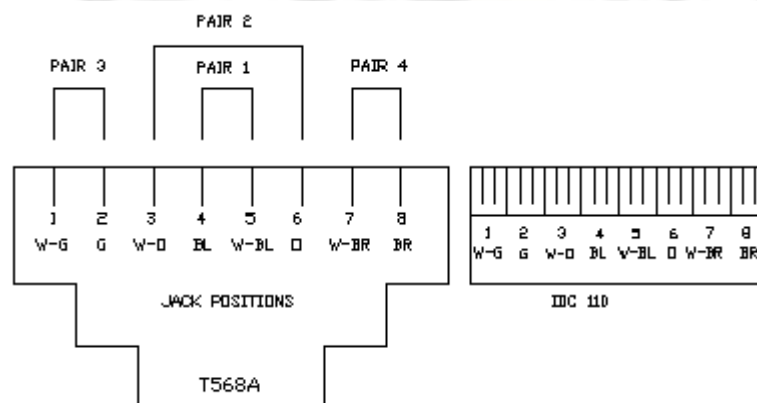 PAIR 2
PAIR 3 PAIR 1 PAIR 4
1 2 3 4 5 6 7 8
W-G G W-O BL W-BL O W-BR BR
JACK POSITIONS
T568A
1 2 3 4 5 6 7 8
W-G G W-O BL W-BL O W-BR BR
IDC 110